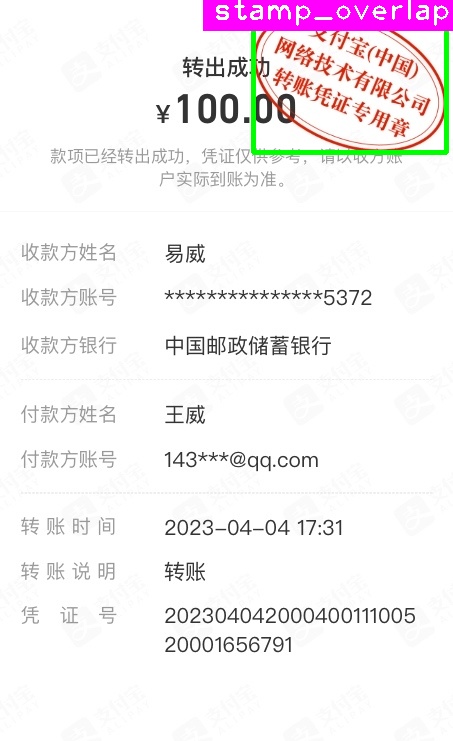 stamp_overlap
支付宝(中国)
网络技术有限公司
转账凭证专用章
转出成功
¥100.00
款项已经转出成功，凭证仅供参考，请以收方账
户实际到账为准。
收款方姓名 易威
收款方账号 ***************5372
收款方银行 中国邮政储蓄银行
付款方姓名 王威
付款方账号 143***@qq.com
转账时间 2023-04-04 17:31
转账说明 转账
凭证号 202304042000400111005
20001656791